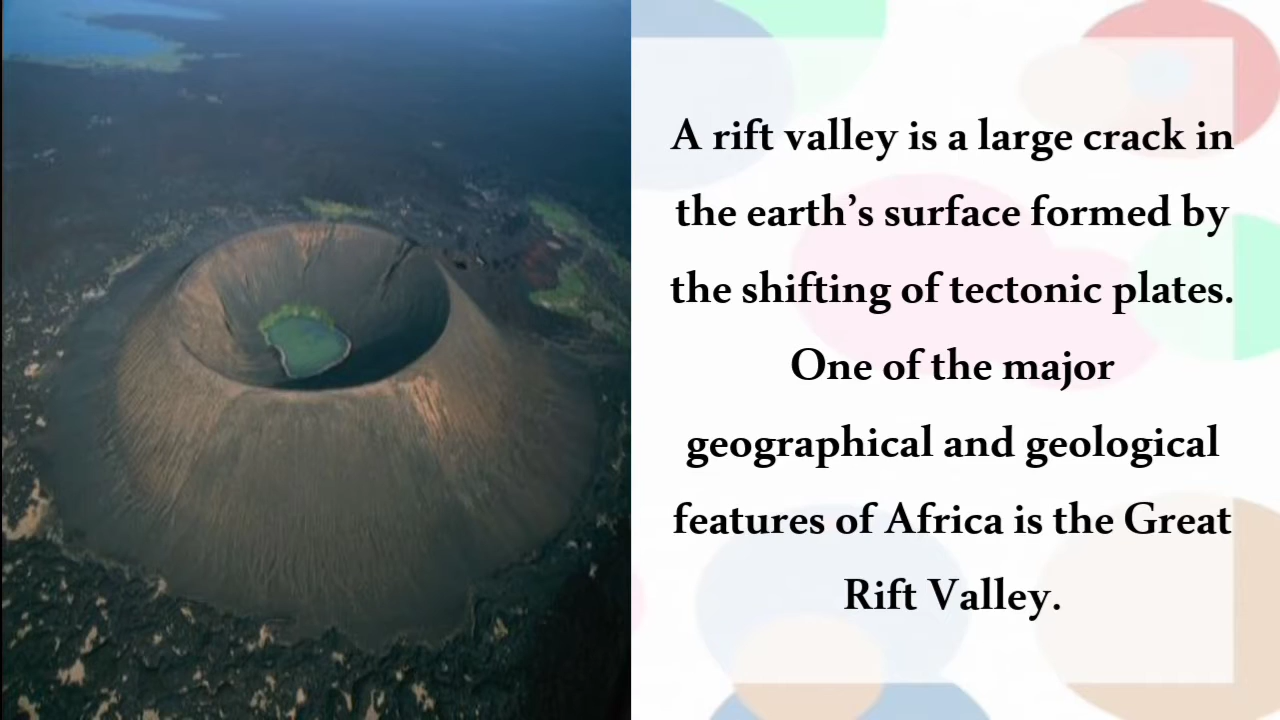 A rift valley is a large crack in
the earth's surface formed by
the shifting of tectonic plates.
One of the major
geographical and geological
features of Africa is the Great
Rift Valley.